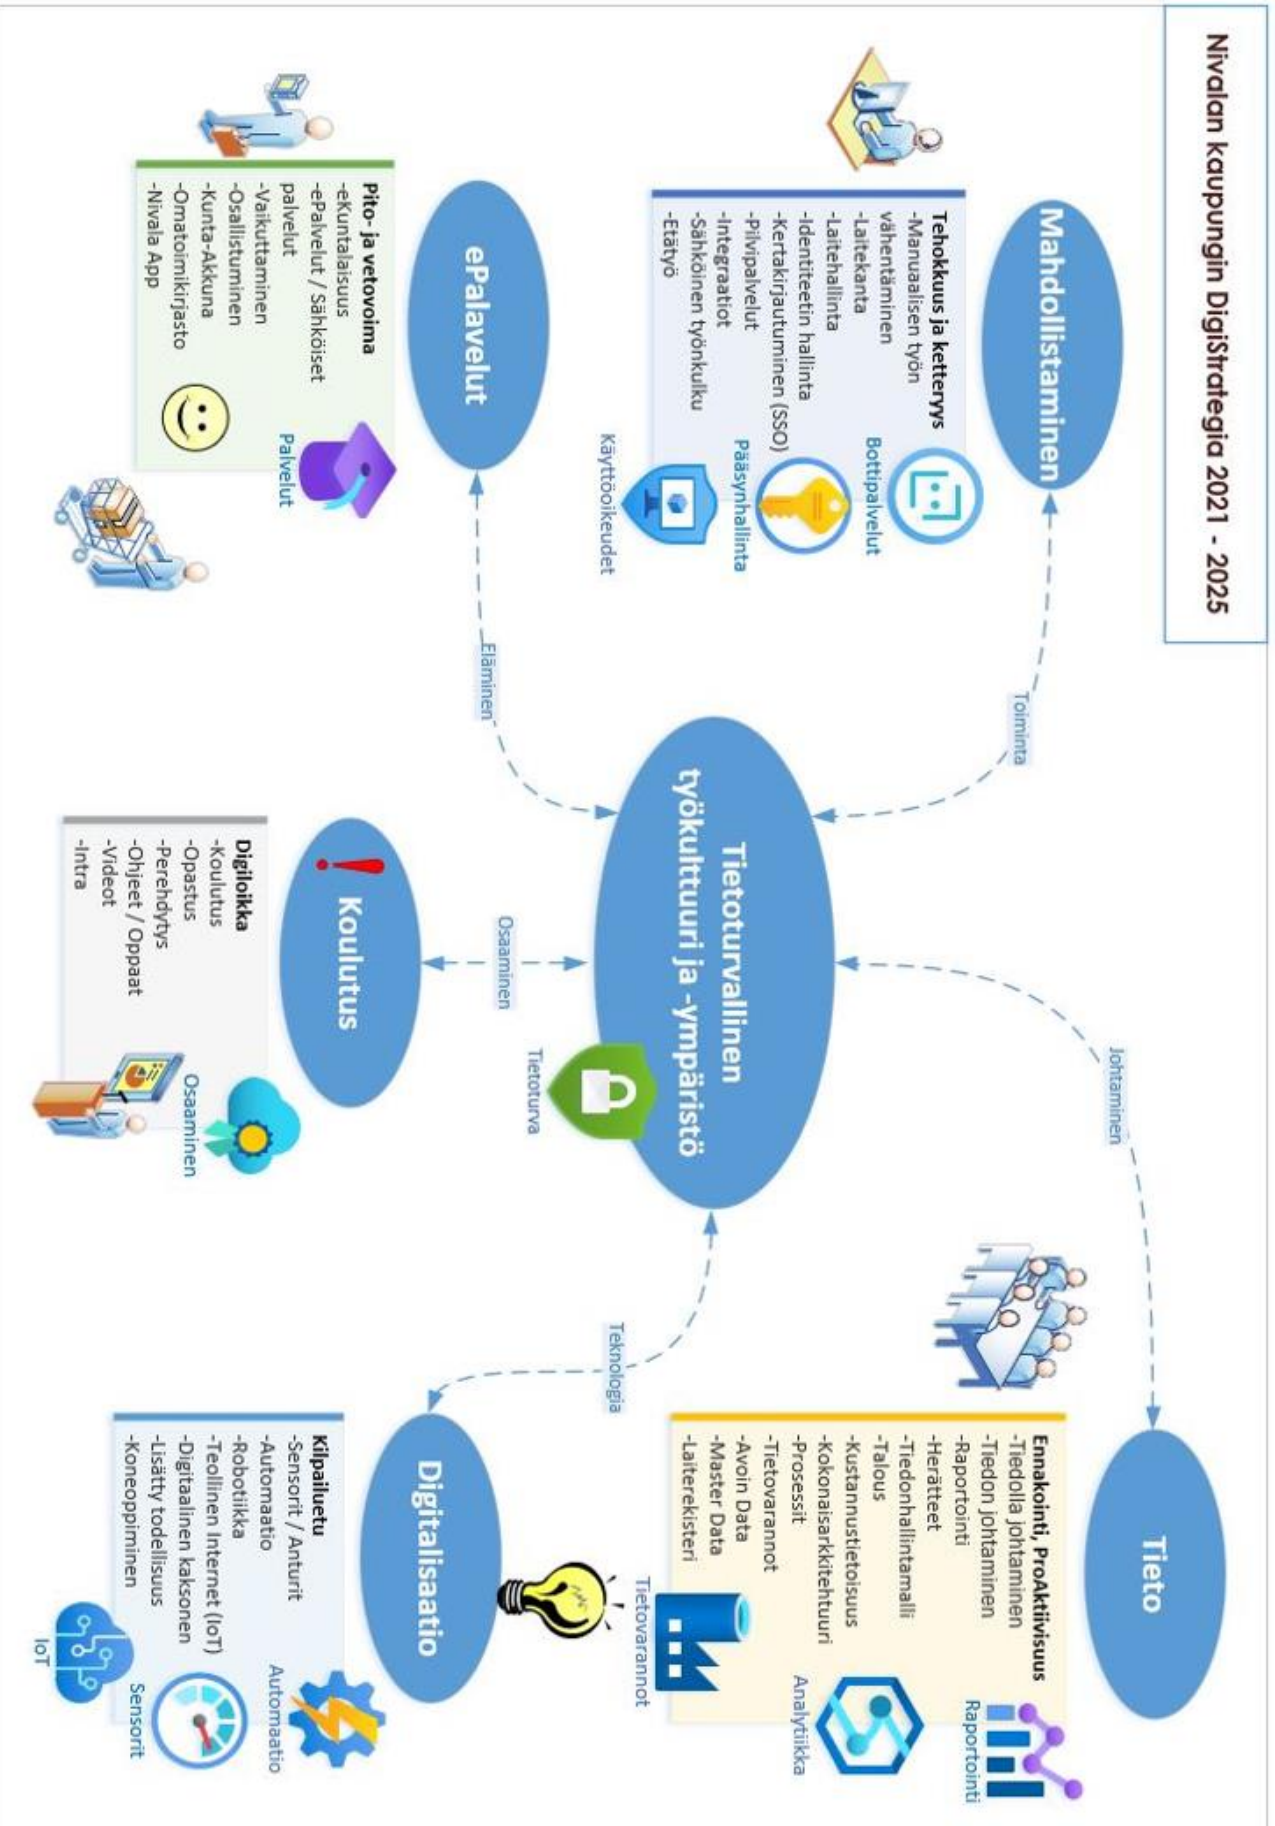 Nivalan kaupungin DigiStrategia 2021 - 2025
Mahdollistaminen
Tehokkuus ja ketteryys
-Manuaalisen työn
vähentäminen
-Laitekanta
-Laitehallinta
-Identiteetin hallinta
-Kertakirjautuminen (SSO)
-Pilvipalvelut
-Integraatiot
-Sähköinen työnkulku
-Etätyö
Bottipalvelut
Pääsynhallinta
Käyttöoikeudet
ePalavelut
Pito- ja vetovoima
-eKuntalaisuus
-ePalvelut / Sähköiset
palvelut
-Vaikuttaminen
-Osallistuminen
-Kunta-Akkuna
-Omatoimikirjasto
-Nivala App
Palvelut
Toiminta
Eläminen
Tietoturvallinen
työkulttuuri ja -ympäristö
Tietoturva
Osaaminen
Koulutus
Digiloikka
-Koulutus
-Opastus
-Perehdytys
-Ohjeet / Oppaat
-Videot
-Intra
Osaaminen
Johtaminen
Teknologia
Tieto
Ennakointi, ProAktiivisuus
-Tiedolla johtaminen
-Tiedon johtaminen
-Raportointi
-Herätteet
-Tiedonhallintamalli
-Talous
-Kustannustietoisuus
-Kokonaisarkkitehtuuri
-Prosessit
-Tietovarannot
-Avoin Data
-Master Data
-Laiterekisteri
Raportointi
Analytiikka
Tietovarannot
Digitalisaatio
Kilpailuetu
-Sensorit / Anturit
-Automaatio
-Robotiikka
-Teollinen Internet (IoT)
-Digitaalinen kaksonen
-Lisätty todellisuus
-Koneoppiminen
Automaatio
Sensorit
IoT